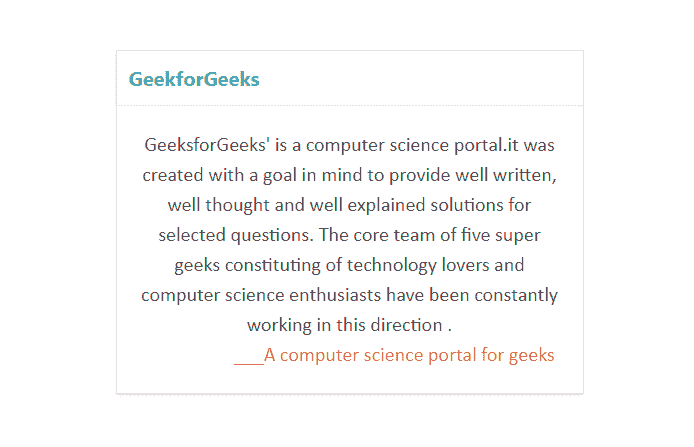 GeekforGeeks
GeeksforGeeks' is a computer science portal.it was
created with a goal in mind to provide well written,
well thought and well explained solutions for
selected questions. The core team of five super
geeks constituting of technology lovers and
computer science enthusiasts have been constantly
working in this direction .
___A computer science portal for geeks